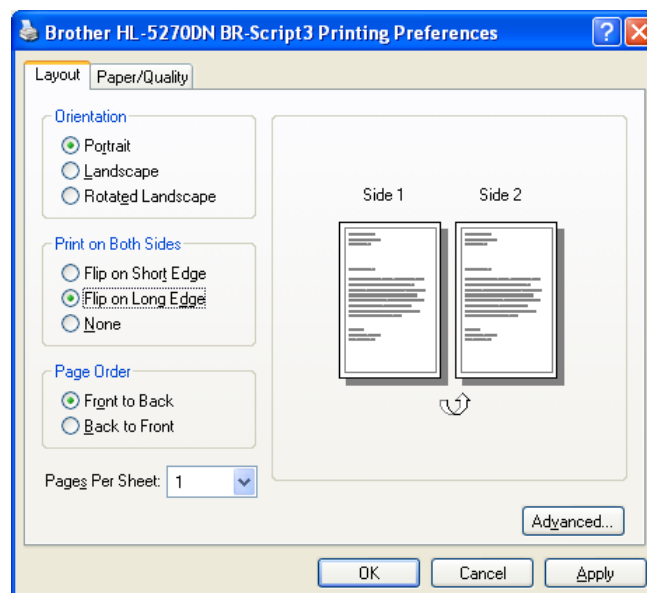 Brother HL-5270DN BR-Script3 Printing Preferences
Layout
Paper/Quality
Orientation
Portrait
Landscape
Rotated Landscape
Print on Both Sides
Flip on Short Edge
Flip on Long Edge
None
Page Order
Front to Back
Back to Front
Pages Per Sheet: 1
Side 1 Side 2
Advanced...
OK Cancel Apply